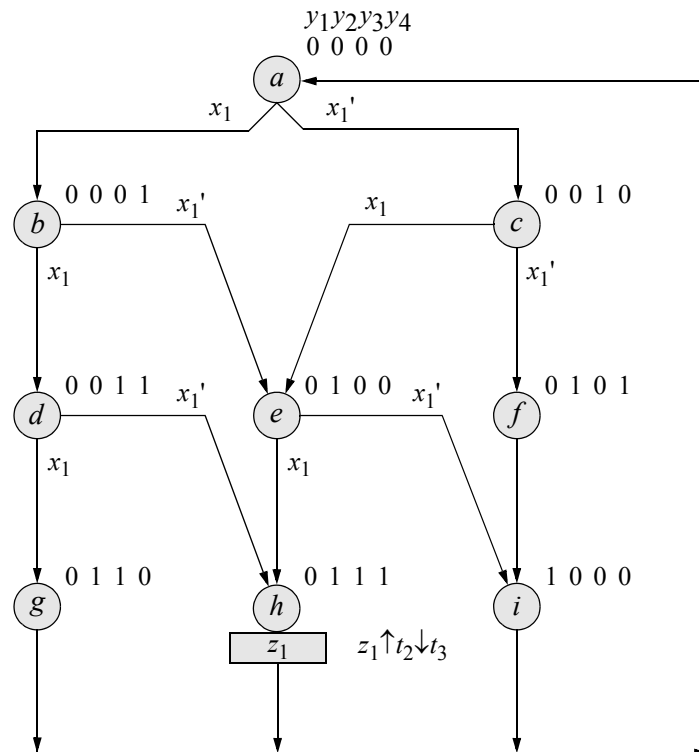 y₁y₂y₃y₄
0 0 0 0
a
x₁ x₁'
0 0 0 1 x₁' x₁ 0 0 1 0
b c
x₁ x₁'
0 0 1 1 x₁' 0 1 0 0 x₁' 0 1 0 1
d e f
x₁ x₁
0 1 1 0 0 1 1 1 1 0 0 0
g h i
z₁ z₁↑t₂↓t₃